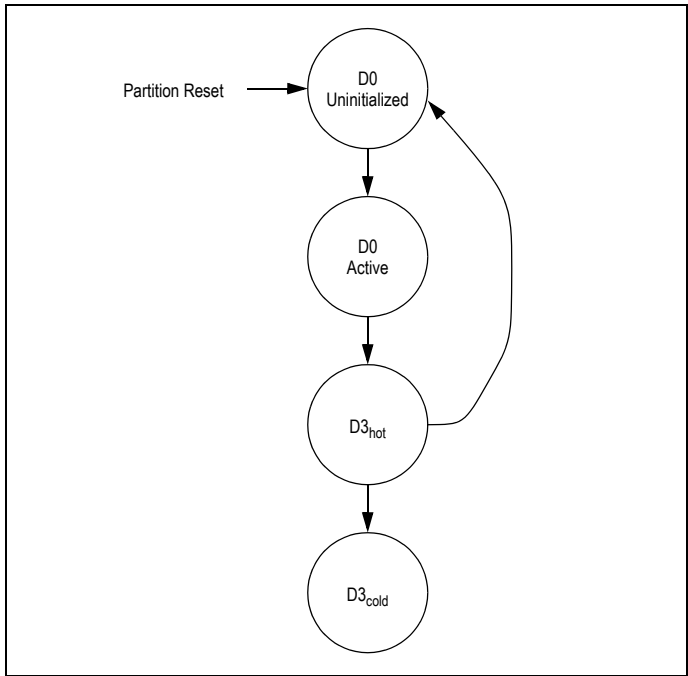 Partition Reset
D0
Uninitialized
D0
Active
D3hot
D3cold